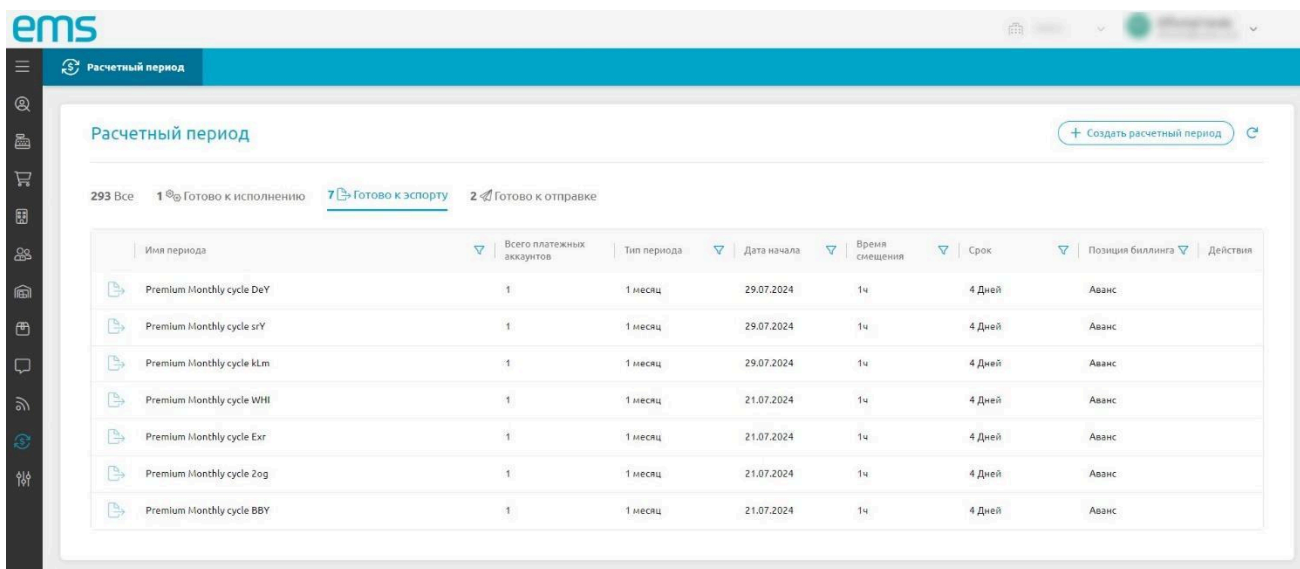 ems
Расчетный период
Расчетный период
+ Создать расчетный период
293 Все 1 Готово к исполнению 7 Готово к эспорту 2 Готово к отправке
Имя периода Всего платежных аккаунтов Тип периода Дата начала Время смещения Срок Позиция биллинга Действия
Premium Monthly cycle DeY 1 1 месяц 29.07.2024 1ч 4 Дней Аванс
Premium Monthly cycle srY 1 1 месяц 29.07.2024 1ч 4 Дней Аванс
Premium Monthly cycle kLm 1 1 месяц 29.07.2024 1ч 4 Дней Аванс
Premium Monthly cycle WHI 1 1 месяц 21.07.2024 1ч 4 Дней Аванс
Premium Monthly cycle Exr 1 1 месяц 21.07.2024 1ч 4 Дней Аванс
Premium Monthly cycle 2og 1 1 месяц 21.07.2024 1ч 4 Дней Аванс
Premium Monthly cycle BBY 1 1 месяц 21.07.2024 1ч 4 Дней Аванс